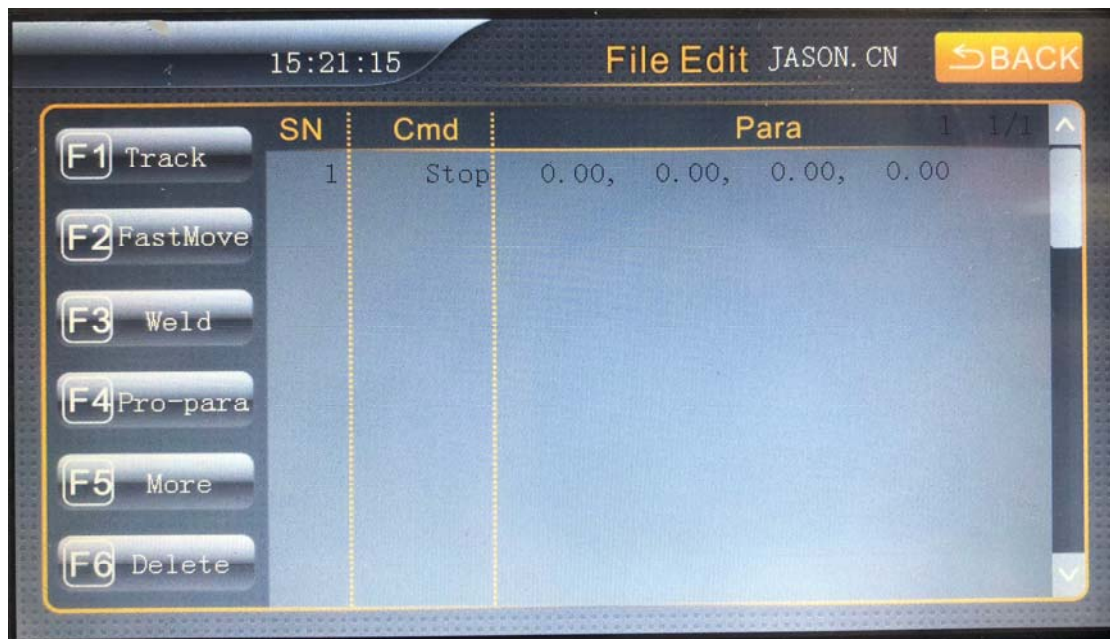 15:21:15 File Edit JASON.CN BACK
SN Cmd Para 1 1/1
F1 Track
1 Stop 0.00, 0.00, 0.00, 0.00
F2 FastMove
F3 Weld
F4 Pro-para
F5 More
F6 Delete